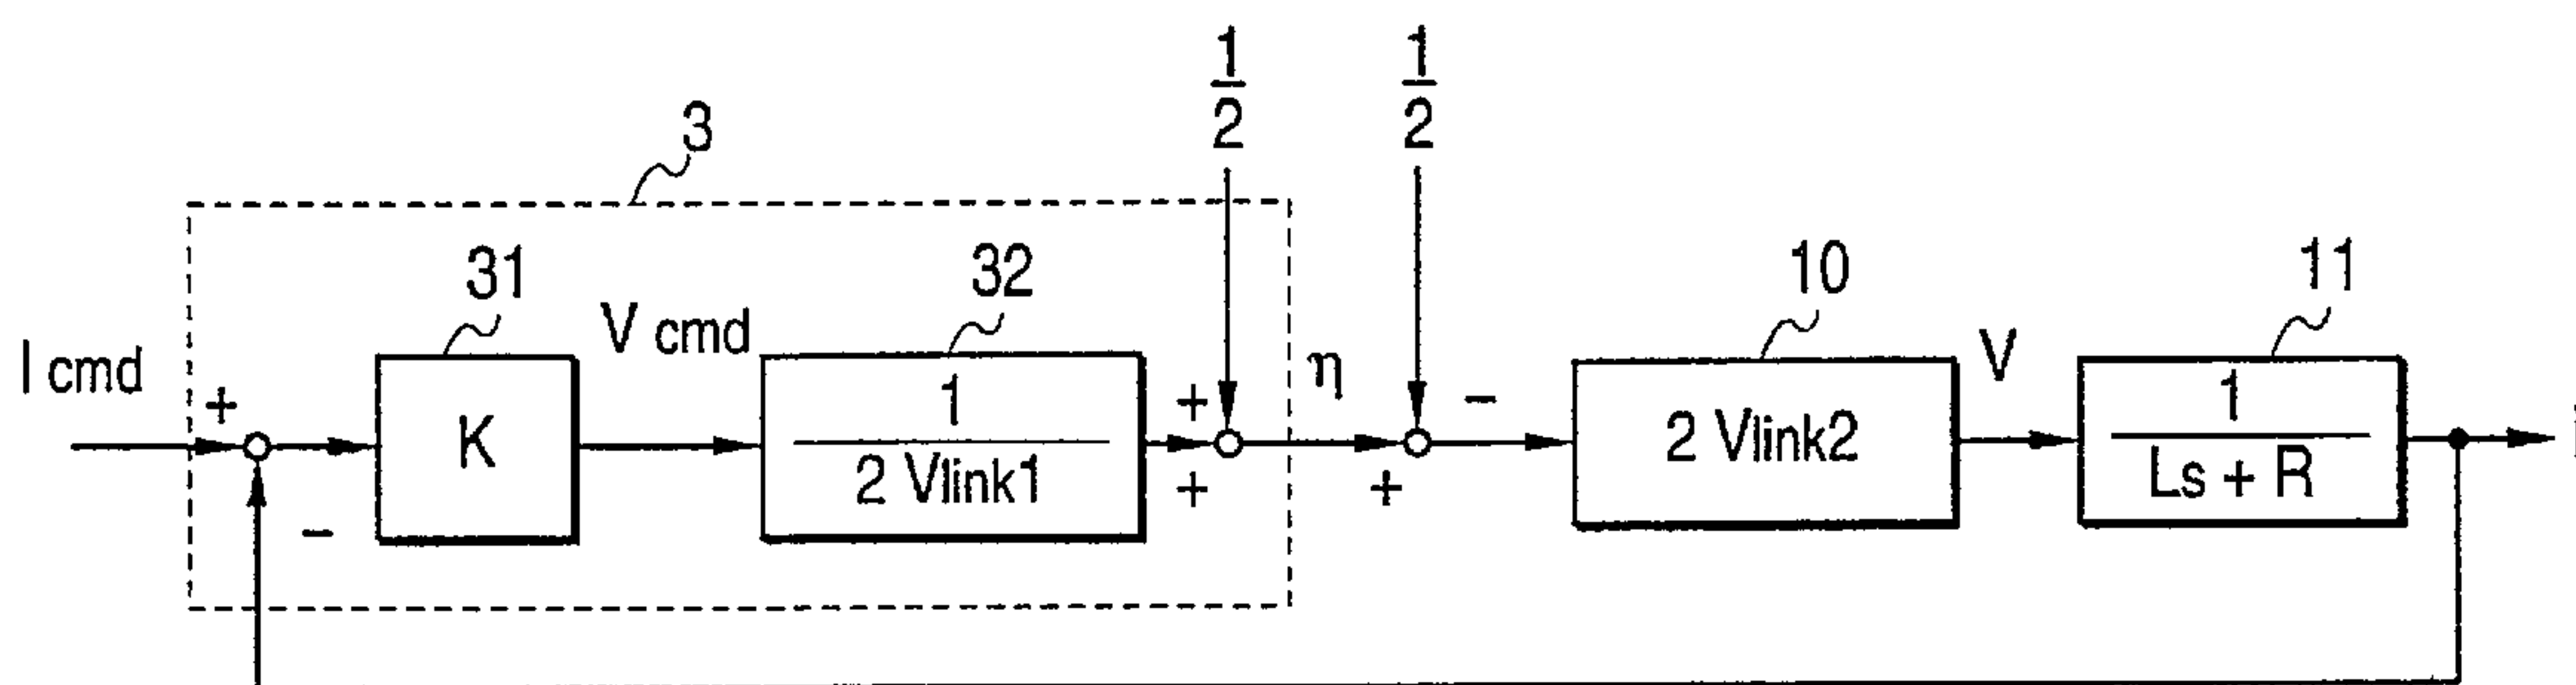 1
2
1
2
3
31
32
10
11
I cmd
V cmd
η
V
+
-
+
+
+
-
K
1
2 Vlink1
2 Vlink2
1
Ls + R